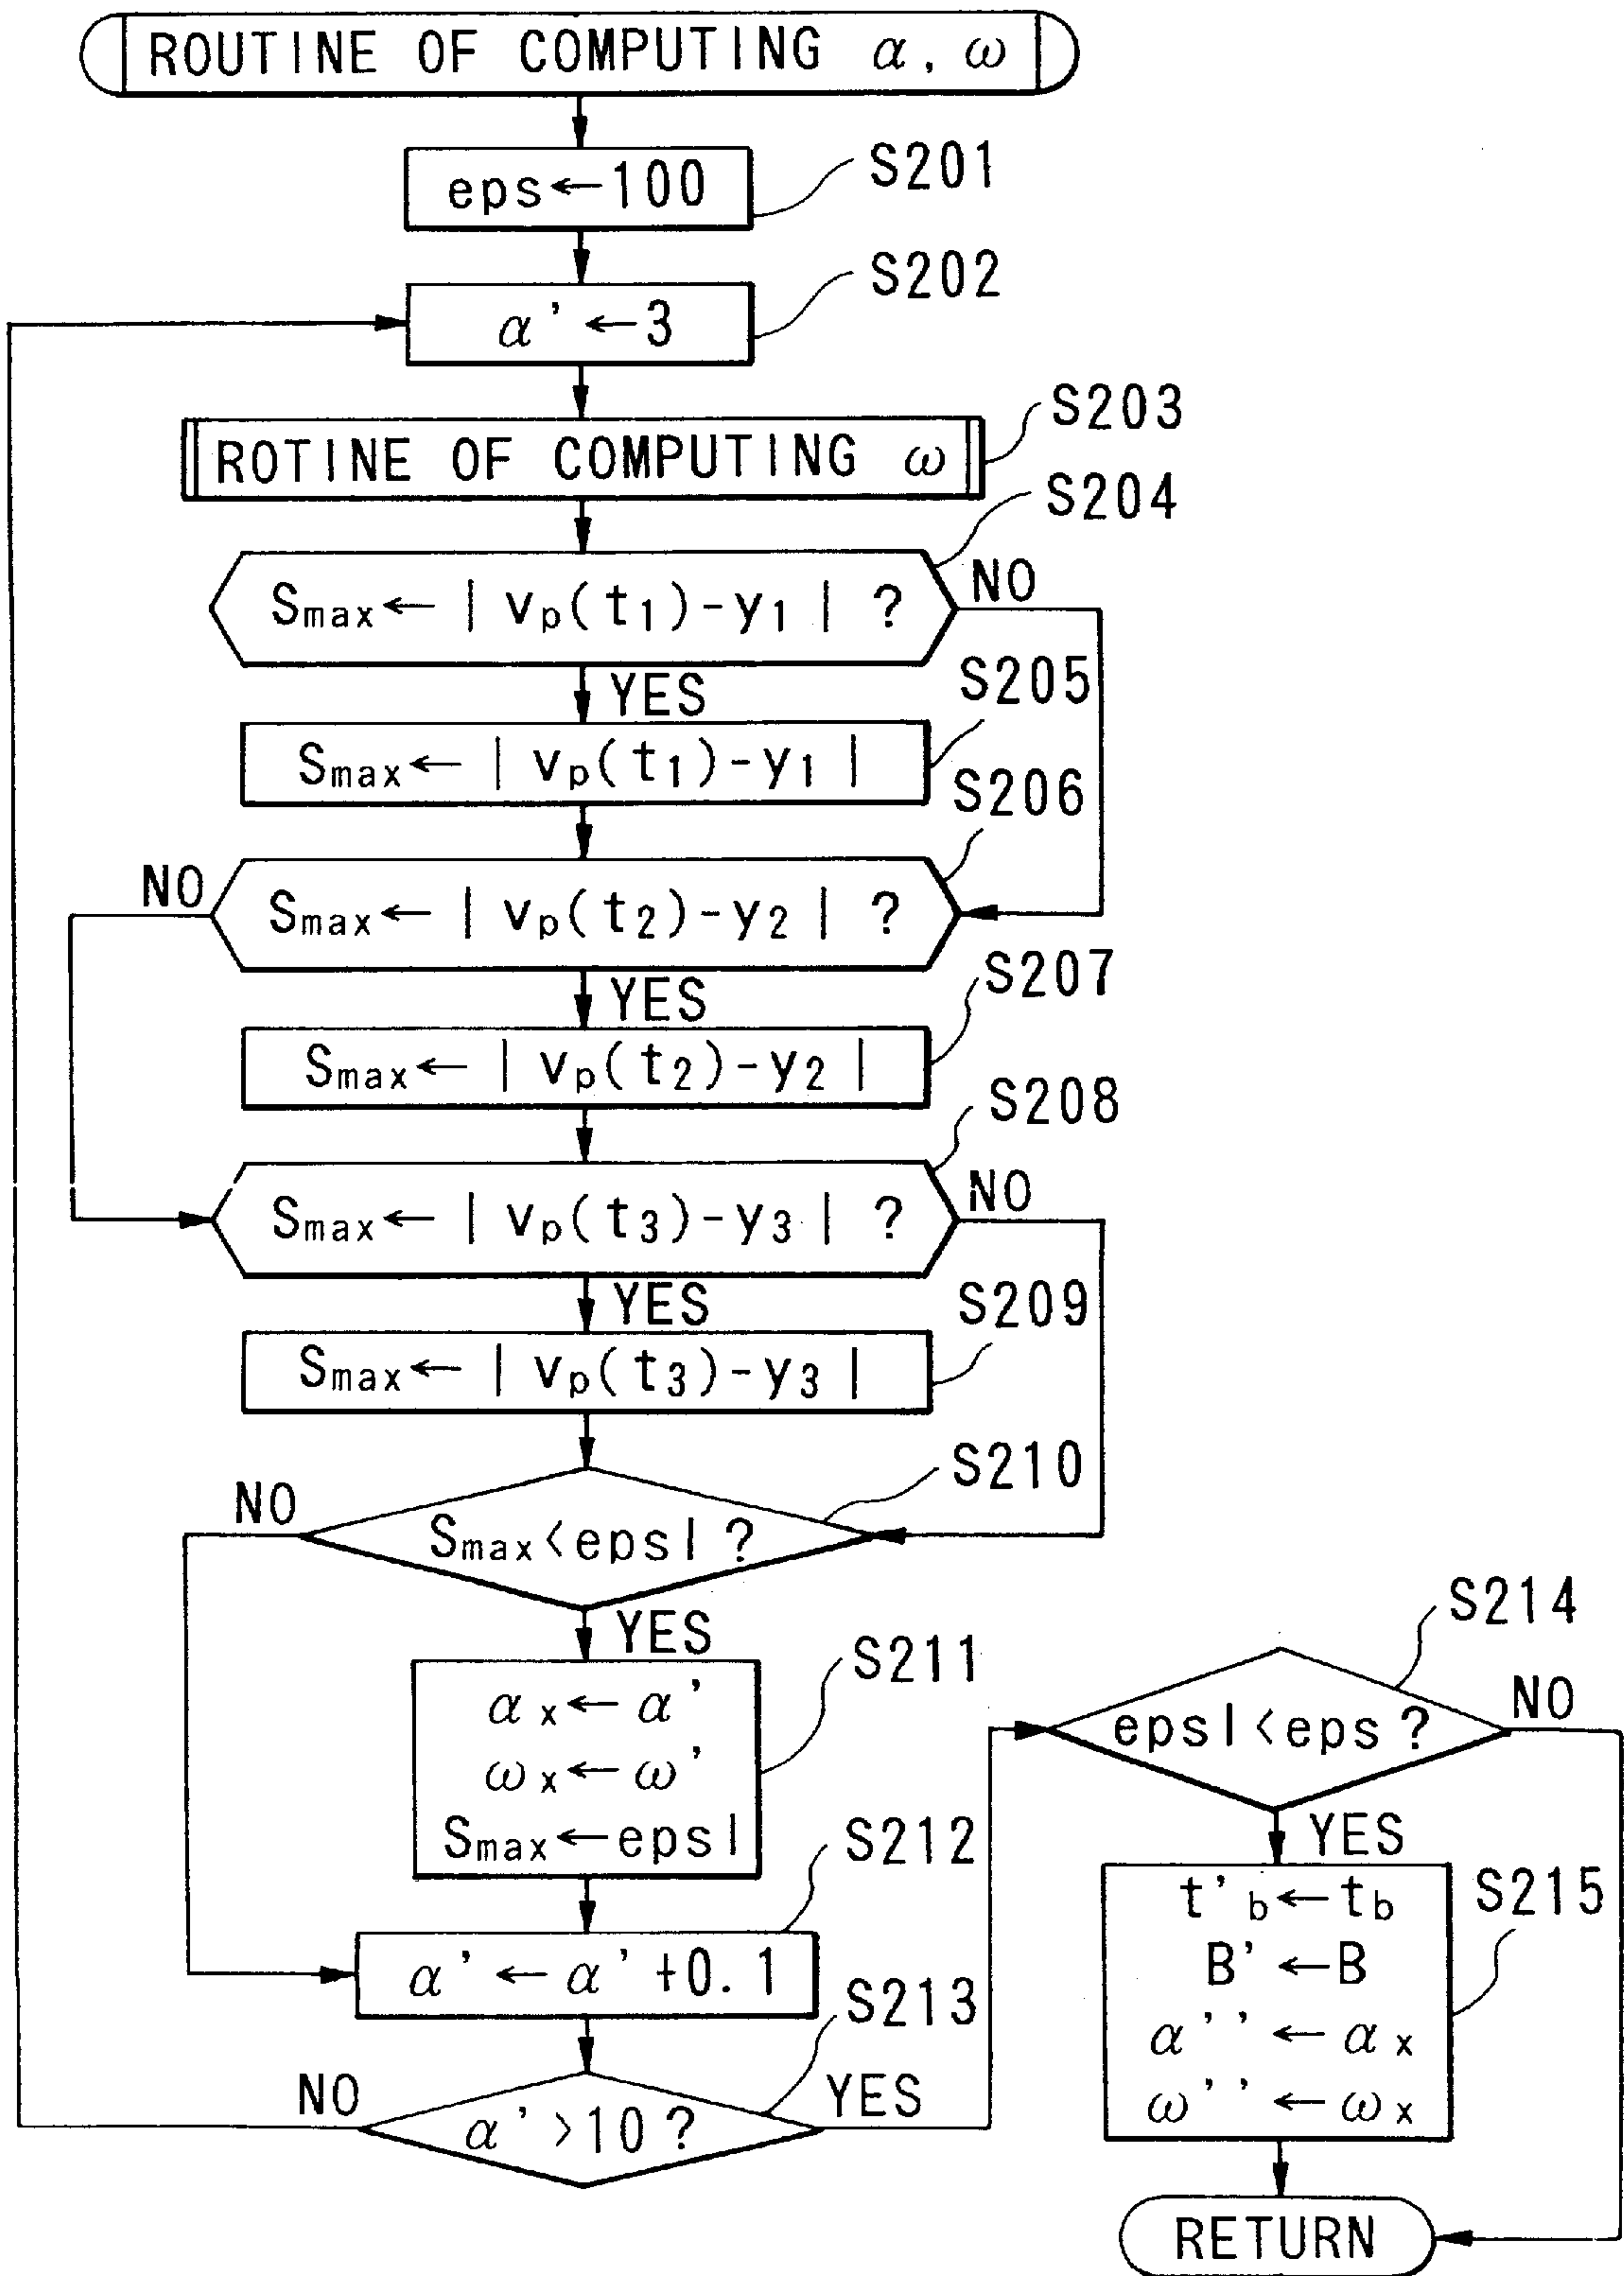 ROUTINE OF COMPUTING α, ω
eps←100
S201
α'←3
S202
ROTINE OF COMPUTING ω
S203
S204
Smax←|vp(t1)-y1| ?
NO
YES
S205
Smax←|vp(t1)-y1|
S206
NO
Smax←|vp(t2)-y2| ?
YES
S207
Smax←|vp(t2)-y2|
S208
Smax←|vp(t3)-y3| ?
NO
YES
S209
Smax←|vp(t3)-y3|
S210
NO
Smax<epsl ?
YES
S211
αx←α'
ωx←ω'
Smax←epsl
S212
α'←α'+0.1
S213
NO
α'>10 ?
YES
S214
epsl<eps ?
NO
YES
S215
t'b←tb
B'←B
α''←αx
ω''←ωx
RETURN